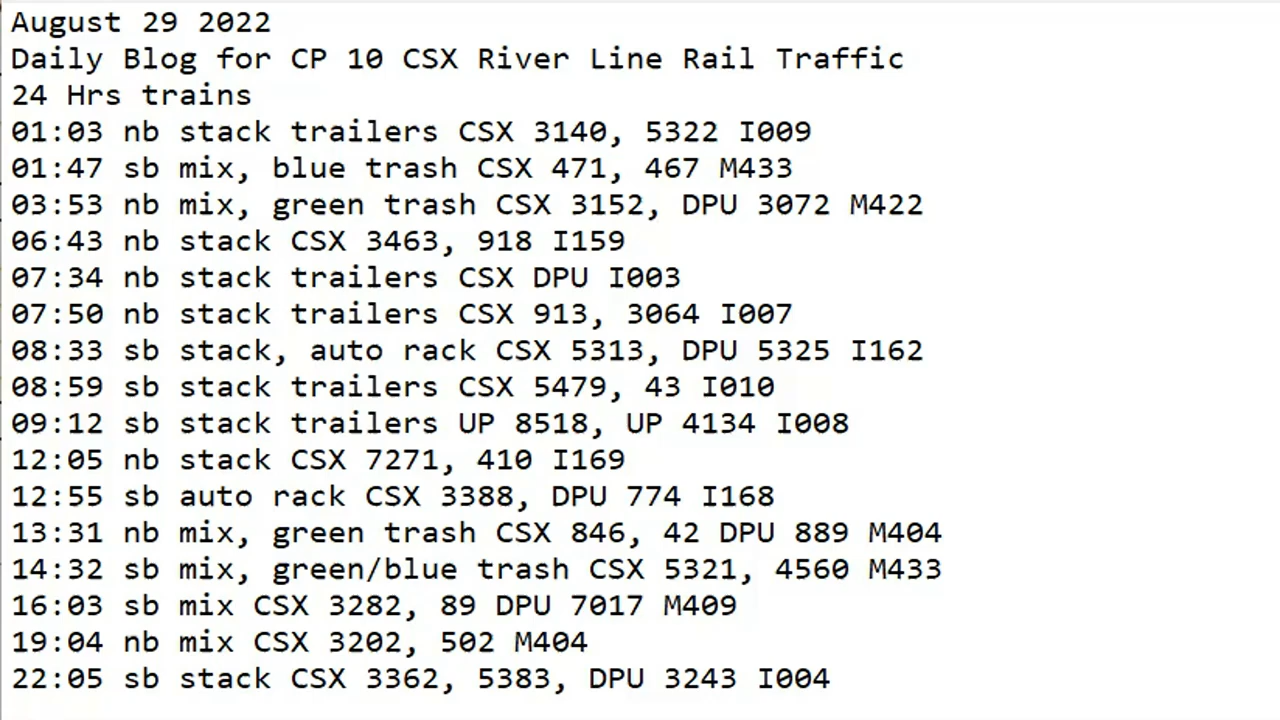 August 29 2022
Daily Blog for CP 10 CSX River Line Rail Traffic
24 Hrs trains
01:03 nb stack trailers CSX 3140, 5322 I009
01:47 sb mix, blue trash CSX 471, 467 M433
03:53 nb mix, green trash CSX 3152, DPU 3072 M422
06:43 nb stack CSX 3463, 918 I159
07:34 nb stack trailers CSX DPU I003
07:50 nb stack trailers CSX 913, 3064 I007
08:33 sb stack, auto rack CSX 5313, DPU 5325 I162
08:59 sb stack trailers CSX 5479, 43 I010
09:12 sb stack trailers UP 8518, UP 4134 I008
12:05 nb stack CSX 7271, 410 I169
12:55 sb auto rack CSX 3388, DPU 774 I168
13:31 nb mix, green trash CSX 846, 42 DPU 889 M404
14:32 sb mix, green/blue trash CSX 5321, 4560 M433
16:03 sb mix CSX 3282, 89 DPU 7017 M409
19:04 nb mix CSX 3202, 502 M404
22:05 sb stack CSX 3362, 5383, DPU 3243 I004